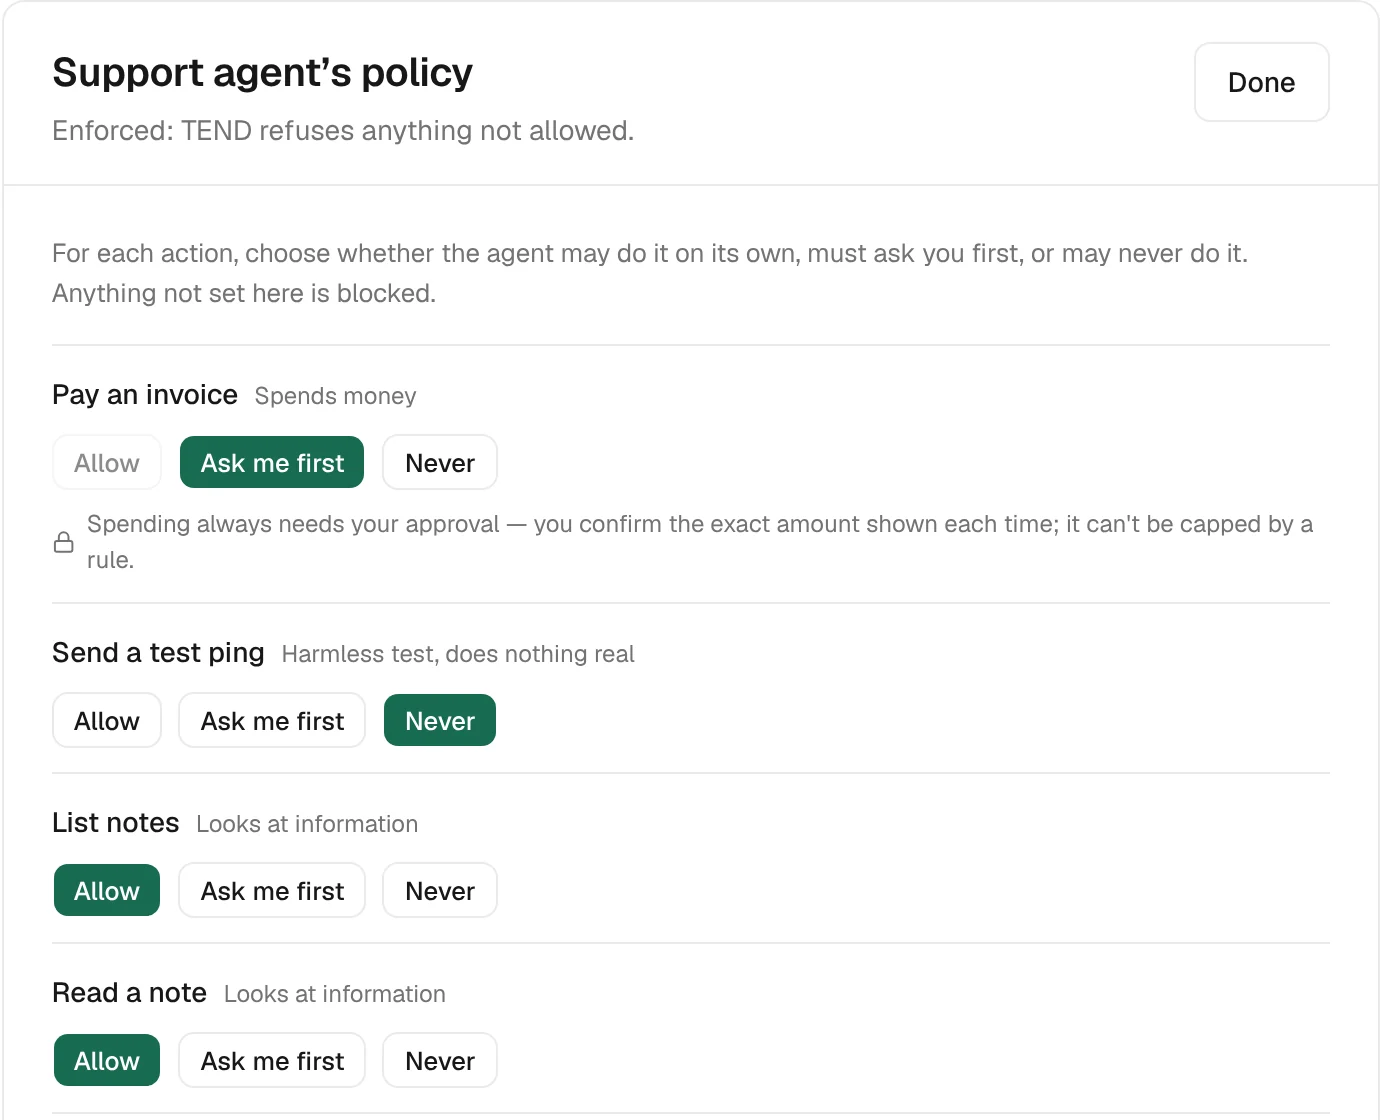 Support agent’s policy
Done
Enforced: TEND refuses anything not allowed.
For each action, choose whether the agent may do it on its own, must ask you first, or may never do it.
Anything not set here is blocked.
Pay an invoice Spends money
Allow Ask me first Never
Spending always needs your approval — you confirm the exact amount shown each time; it can't be capped by a
rule.
Send a test ping Harmless test, does nothing real
Allow Ask me first Never
List notes Looks at information
Allow Ask me first Never
Read a note Looks at information
Allow Ask me first Never